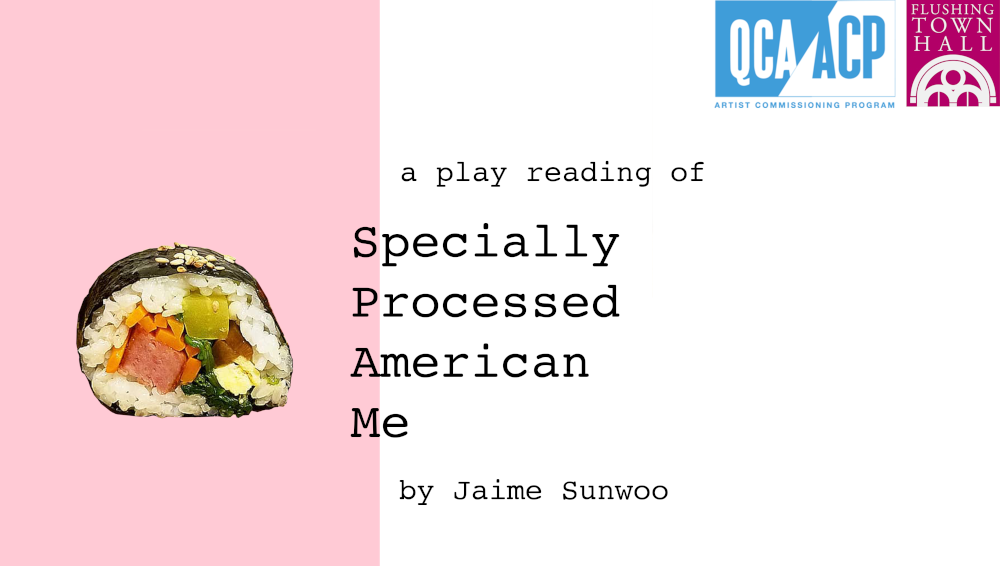 QCA/ACP
ARTIST COMMISSIONING PROGRAM
FLUSHING
TOWN
HALL
a play reading of
Specially
Processed
American
Me
by Jaime Sunwoo